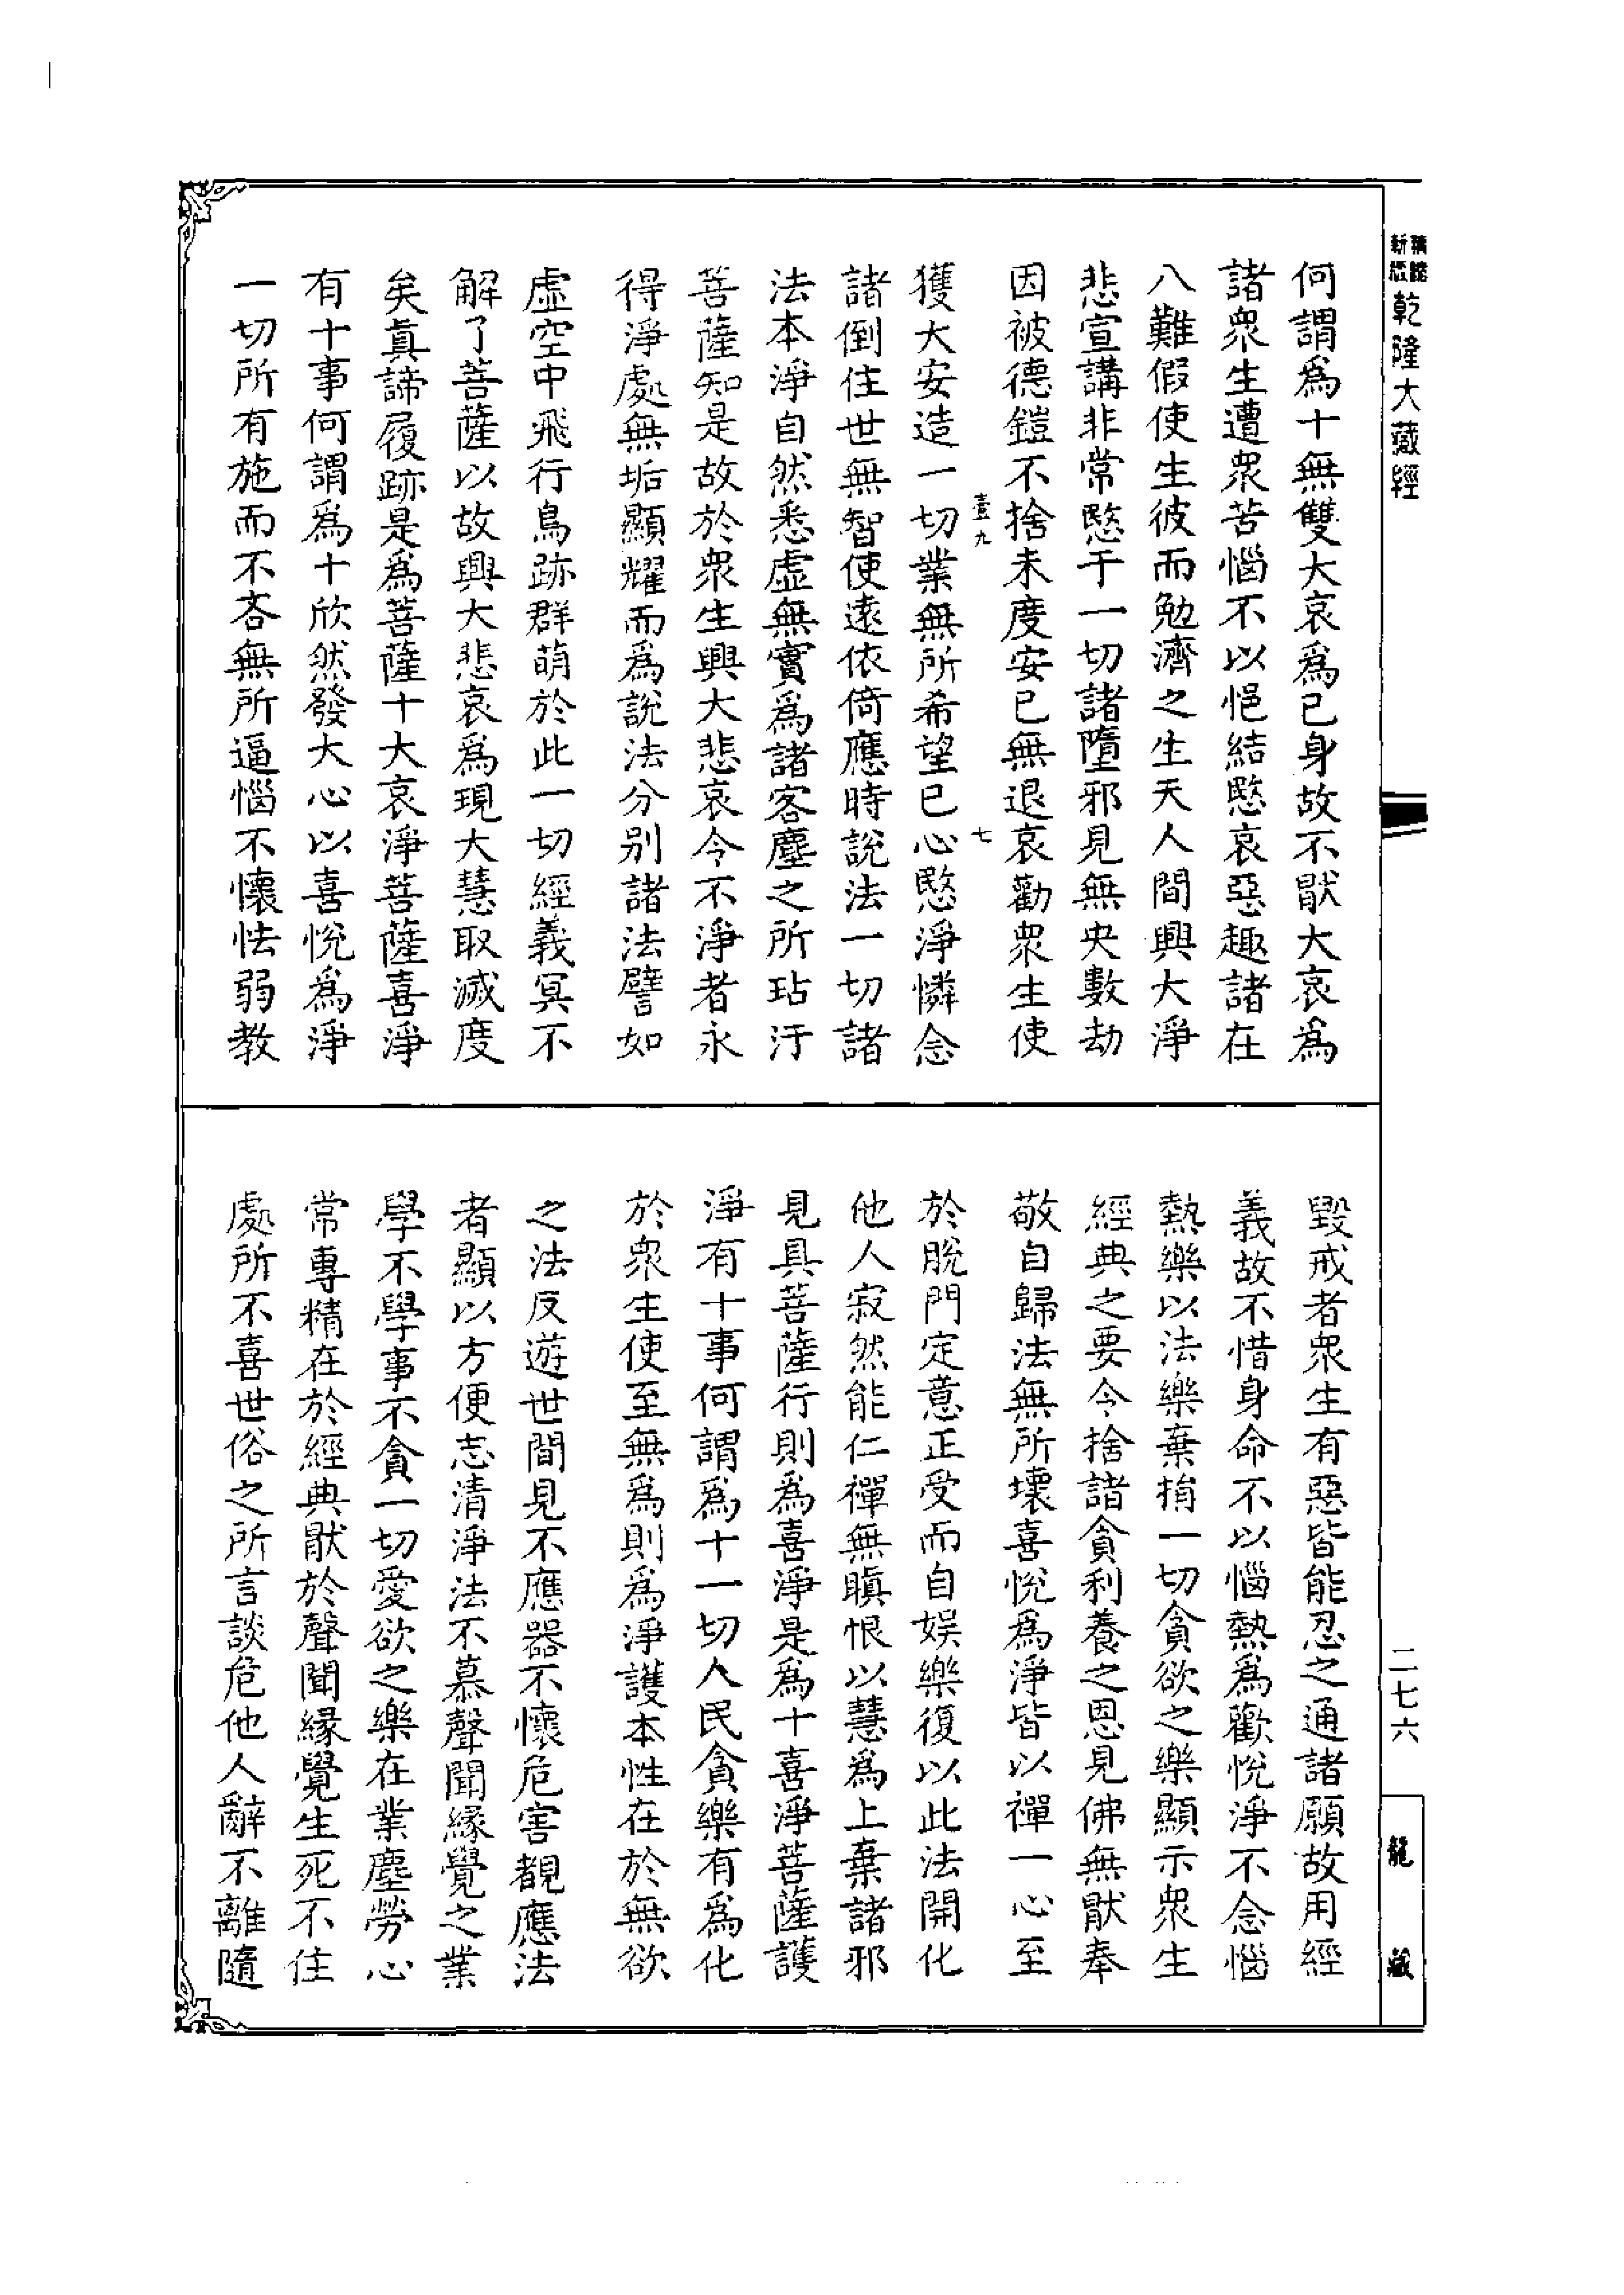 乾隆大藏經
何謂爲十無雙大哀爲已身故不猒大哀爲
諸衆生遭衆苦惱不以悒結愍哀惡趣諸在
八難假使生彼而勉濟之生天人間興大淨
悲宣講非常愍于一切諸墮邪見無央數劫
因被德鎧不捨未度安已無退哀勸衆生使
壹九
七
獲大安造一切業無所希望已心愍淨憐念
諸倒住世無智使遠依倚應時說法一切諸
法本淨自然悉虛無實爲諸客塵之所玷汙
菩薩知是故於衆生興大悲哀令不淨者永
得淨處無垢顯耀而爲說法分别諸法譬如
虛空中飛行鳥跡群萌於此一切經義冥不
解了菩薩以故興大悲哀爲現大慧取滅度
矣真諦履跡是爲菩薩十大哀淨菩薩喜淨
有十事何謂爲十欣然發大心以喜悅爲淨
一切所有施而不吝無所逼惱不懷怯弱教
毀戒者衆生有惡皆能忍之通諸願故用經
義故不惜身命不以惱熱爲歡悅淨不念惱
熱樂以法樂棄捐一切貪欲之樂顯示衆生
經典之要令捨諸貪利養之恩見佛無猒奉
敬自歸法無所壞喜悅爲淨皆以禪一心至
於脫門定意正受而自娛樂復以此法開化
他人寂然能仁禪無瞋恨以慧爲上棄諸邪
見具菩薩行則爲喜淨是爲十喜淨菩薩護
淨有十事何謂爲十一切人民貪樂有爲化
於衆生使至無爲則爲淨護本性在於無欲
之法反遊世間見不應器不懷危害覩應法
者顯以方便志清淨法不慕聲聞緣覺之業
學不學事不貪一切愛欲之樂在業塵勞心
常專精在於經典猒於聲聞緣覺生死不住
處所不喜世俗之所言談危他人辭不離隨
二七六
龍藏